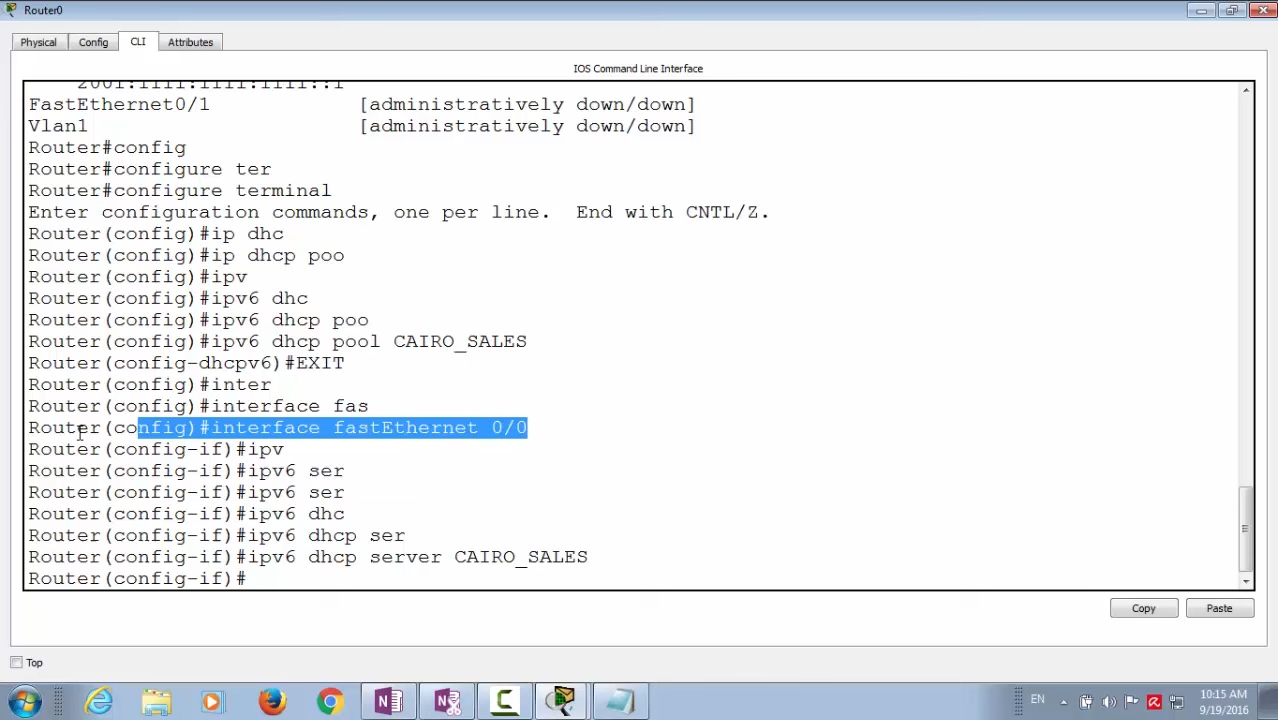 Router0
Physical Config CLI Attributes
IOS Command Line Interface
2001:1111:1111:1111::1
FastEthernet0/1 [administratively down/down]
Vlan1 [administratively down/down]
Router#config
Router#configure ter
Router#configure terminal
Enter configuration commands, one per line. End with CNTL/Z.
Router(config)#ip dhc
Router(config)#ip dhcp poo
Router(config)#ipv
Router(config)#ipv6 dhc
Router(config)#ipv6 dhcp poo
Router(config)#ipv6 dhcp pool CAIRO_SALES
Router(config-dhcpv6)#EXIT
Router(config)#inter
Router(config)#interface fas
Router(config)#interface fastEthernet 0/0
Router(config-if)#ipv
Router(config-if)#ipv6 ser
Router(config-if)#ipv6 ser
Router(config-if)#ipv6 dhc
Router(config-if)#ipv6 dhcp ser
Router(config-if)#ipv6 dhcp server CAIRO_SALES
Router(config-if)#
Copy Paste
Top
EN
10:15 AM
9/19/2016